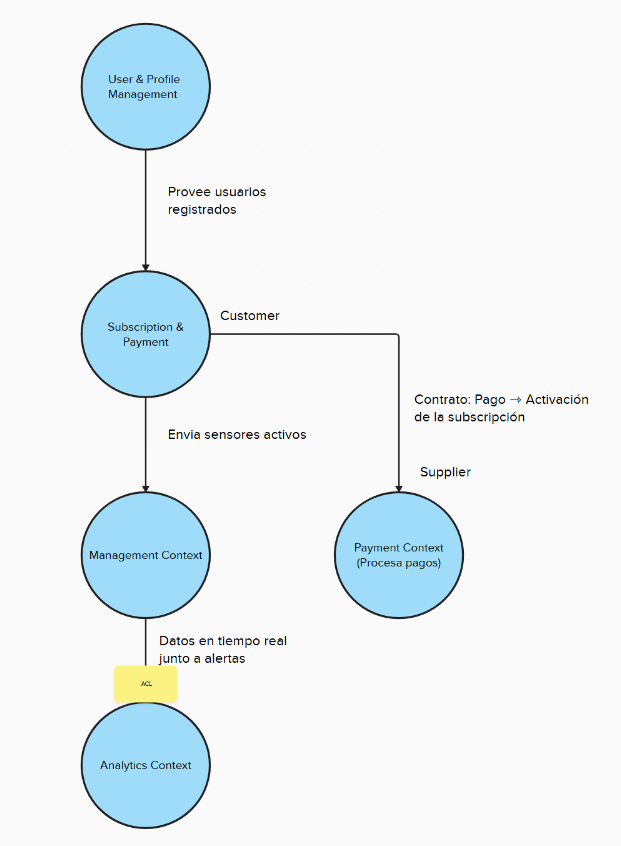 User & Profile
Management
Provee usuarios
registrados
Subscription &
Payment
Customer
Contrato: Pago → Activación
de la subscripción
Envia sensores activos
Supplier
Management Context
Payment Context
(Procesa pagos)
Datos en tiempo real
junto a alertas
ACL
Analytics Context